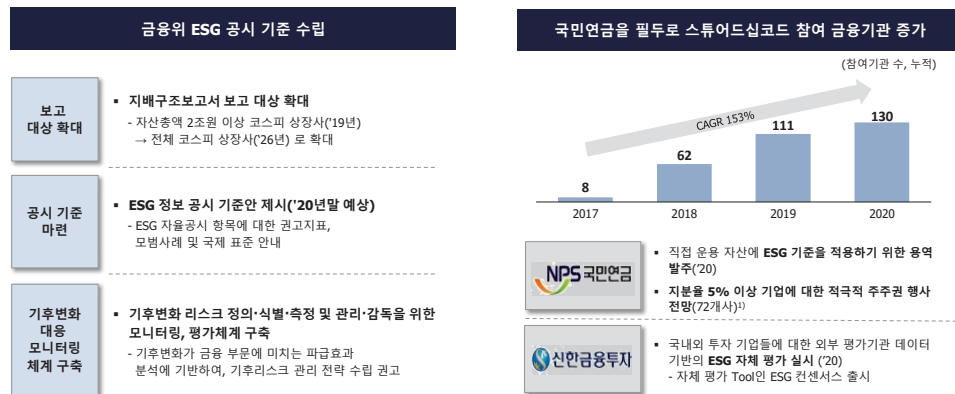 금융위 ESG 공시 기준 수립
보고
대상 확대
▪ 지배구조보고서 보고 대상 확대
- 자산총액 2조원 이상 코스피 상장사('19년)
→ 전체 코스피 상장사('26년) 로 확대
공시 기준
마련
▪ ESG 정보 공시 기준안 제시('20년말 예상)
- ESG 자율공시 항목에 대한 권고지표,
모범사례 및 국제 표준 안내
기후변화
대응
모니터링
체계 구축
▪ 기후변화 리스크 정의·식별·측정 및 관리·감독을 위한
모니터링, 평가체계 구축
- 기후변화가 금융 부문에 미치는 파급효과
분석에 기반하여, 기후리스크 관리 전략 수립 권고
국민연금을 필두로 스튜어드십코드 참여 금융기관 증가
(참여기관 수, 누적)
CAGR 153%
8
62
111
130
2017
2018
2019
2020
NPS 국민연금
▪ 직접 운용 자산에 ESG 기준을 적용하기 위한 용역
발주('20)
▪ 지분율 5% 이상 기업에 대한 적극적 주주권 행사
전망(72개사)1)
신한금융투자
▪ 국내외 투자 기업들에 대한 외부 평가기관 데이터
기반의 ESG 자체 평가 실시 ('20)
- 자체 평가 Tool인 ESG 컨센서스 출시